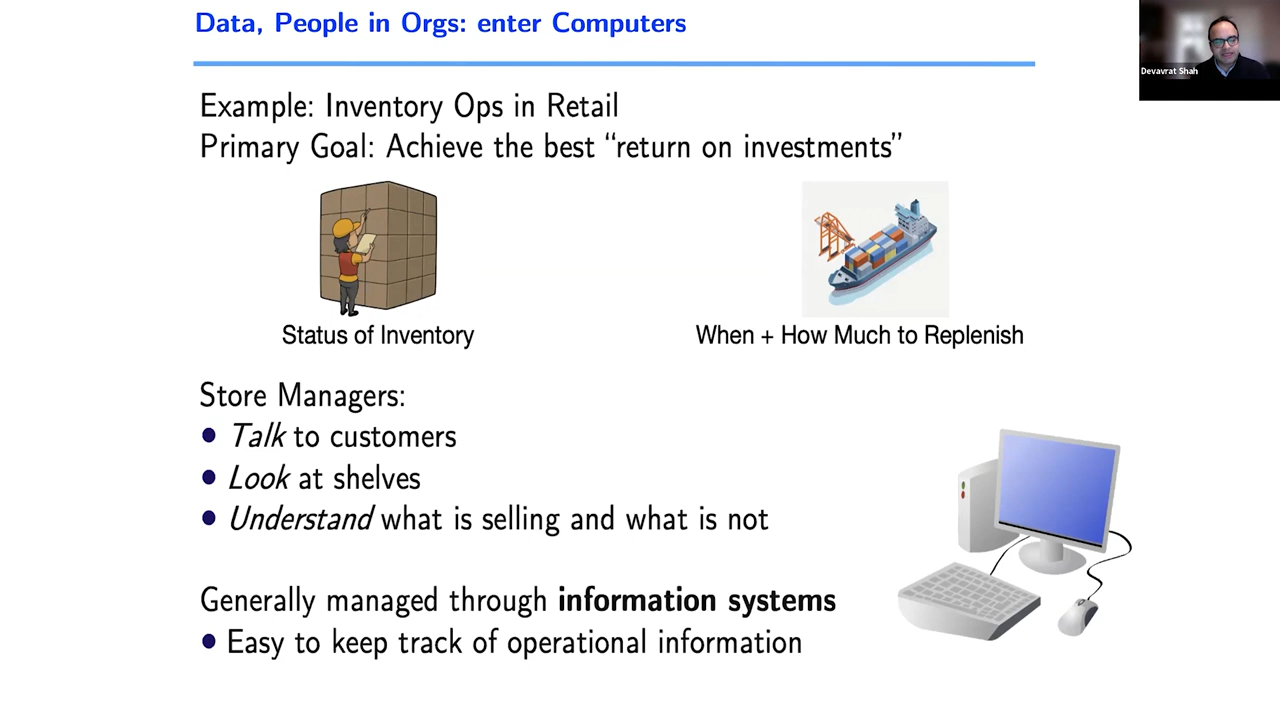 Data, People in Orgs: enter Computers
Devavrat Shah
Example: Inventory Ops in Retail
Primary Goal: Achieve the best “return on investments”
Status of Inventory
When + How Much to Replenish
Store Managers:
• Talk to customers
• Look at shelves
• Understand what is selling and what is not
Generally managed through information systems
• Easy to keep track of operational information